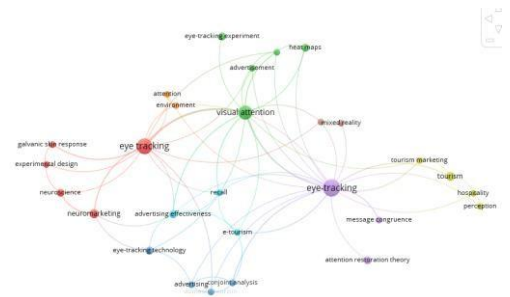 eye-tracking experiment
heatmaps
advertisement
attention
environment
visual attention
mixed reality
galvanic skin response
eye tracking
experimental design
tourism marketing
tourism
eye-tracking
neuroscience
recall
hospitality
perception
neuromarketing
advertising effectiveness
message congruence
e-tourism
eye-tracking technology
attention restoration theory
advertising
conjoint analysis